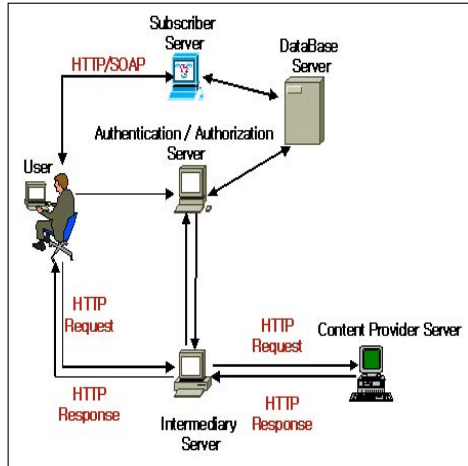 Subscriber
Server
DataBase
Server
HTTP/SOAP
Authentication / Authorization
Server
User
HTTP
Request
HTTP
Request
Content Provider Server
HTTP
Response
HTTP
Response
Intermediary
Server